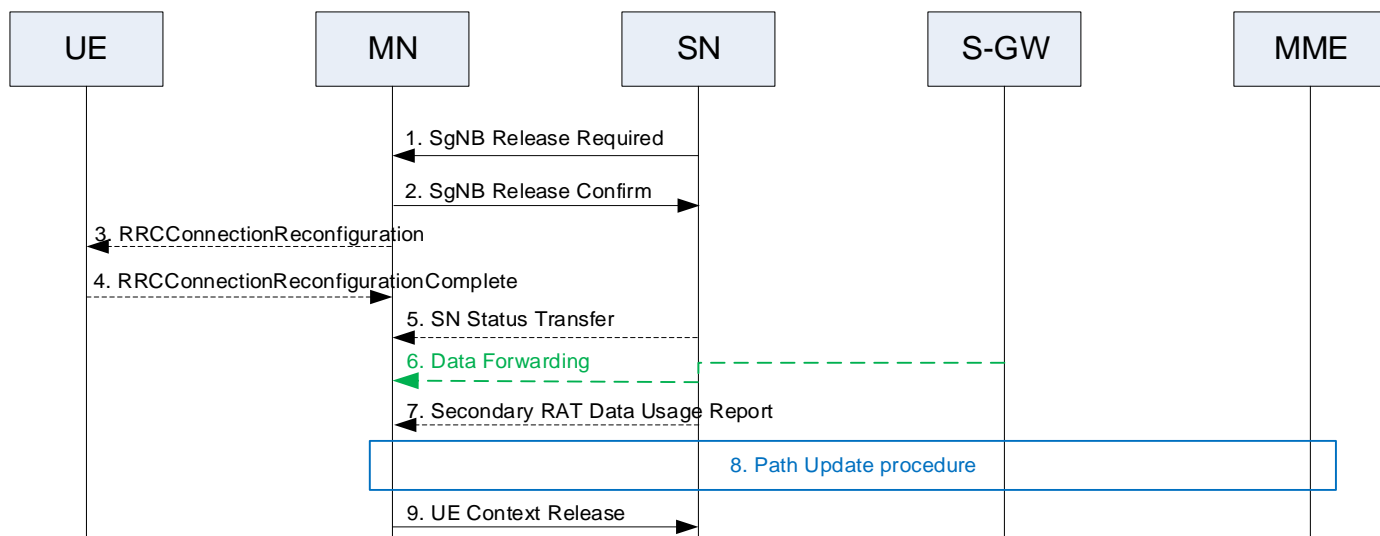 UE
MN
SN
S-GW
MME
1. SgNB Release Required
2. SgNB Release Confirm
3. RRCConnectionReconfiguration
4. RRCConnectionReconfigurationComplete
5. SN Status Transfer
6. Data Forwarding
7. Secondary RAT Data Usage Report
8. Path Update procedure
9. UE Context Release